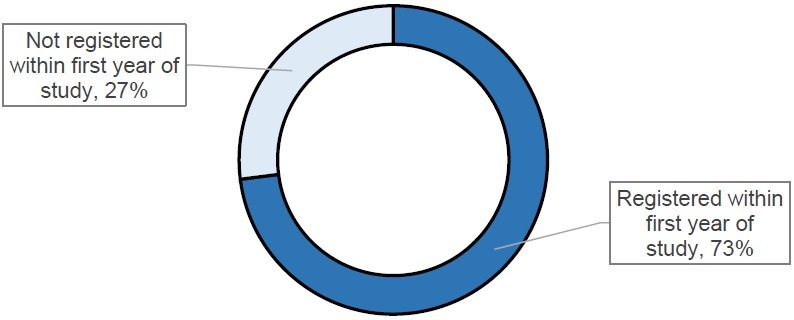 Not registered
within first year of
study, 27%
Registered within
first year of
study, 73%